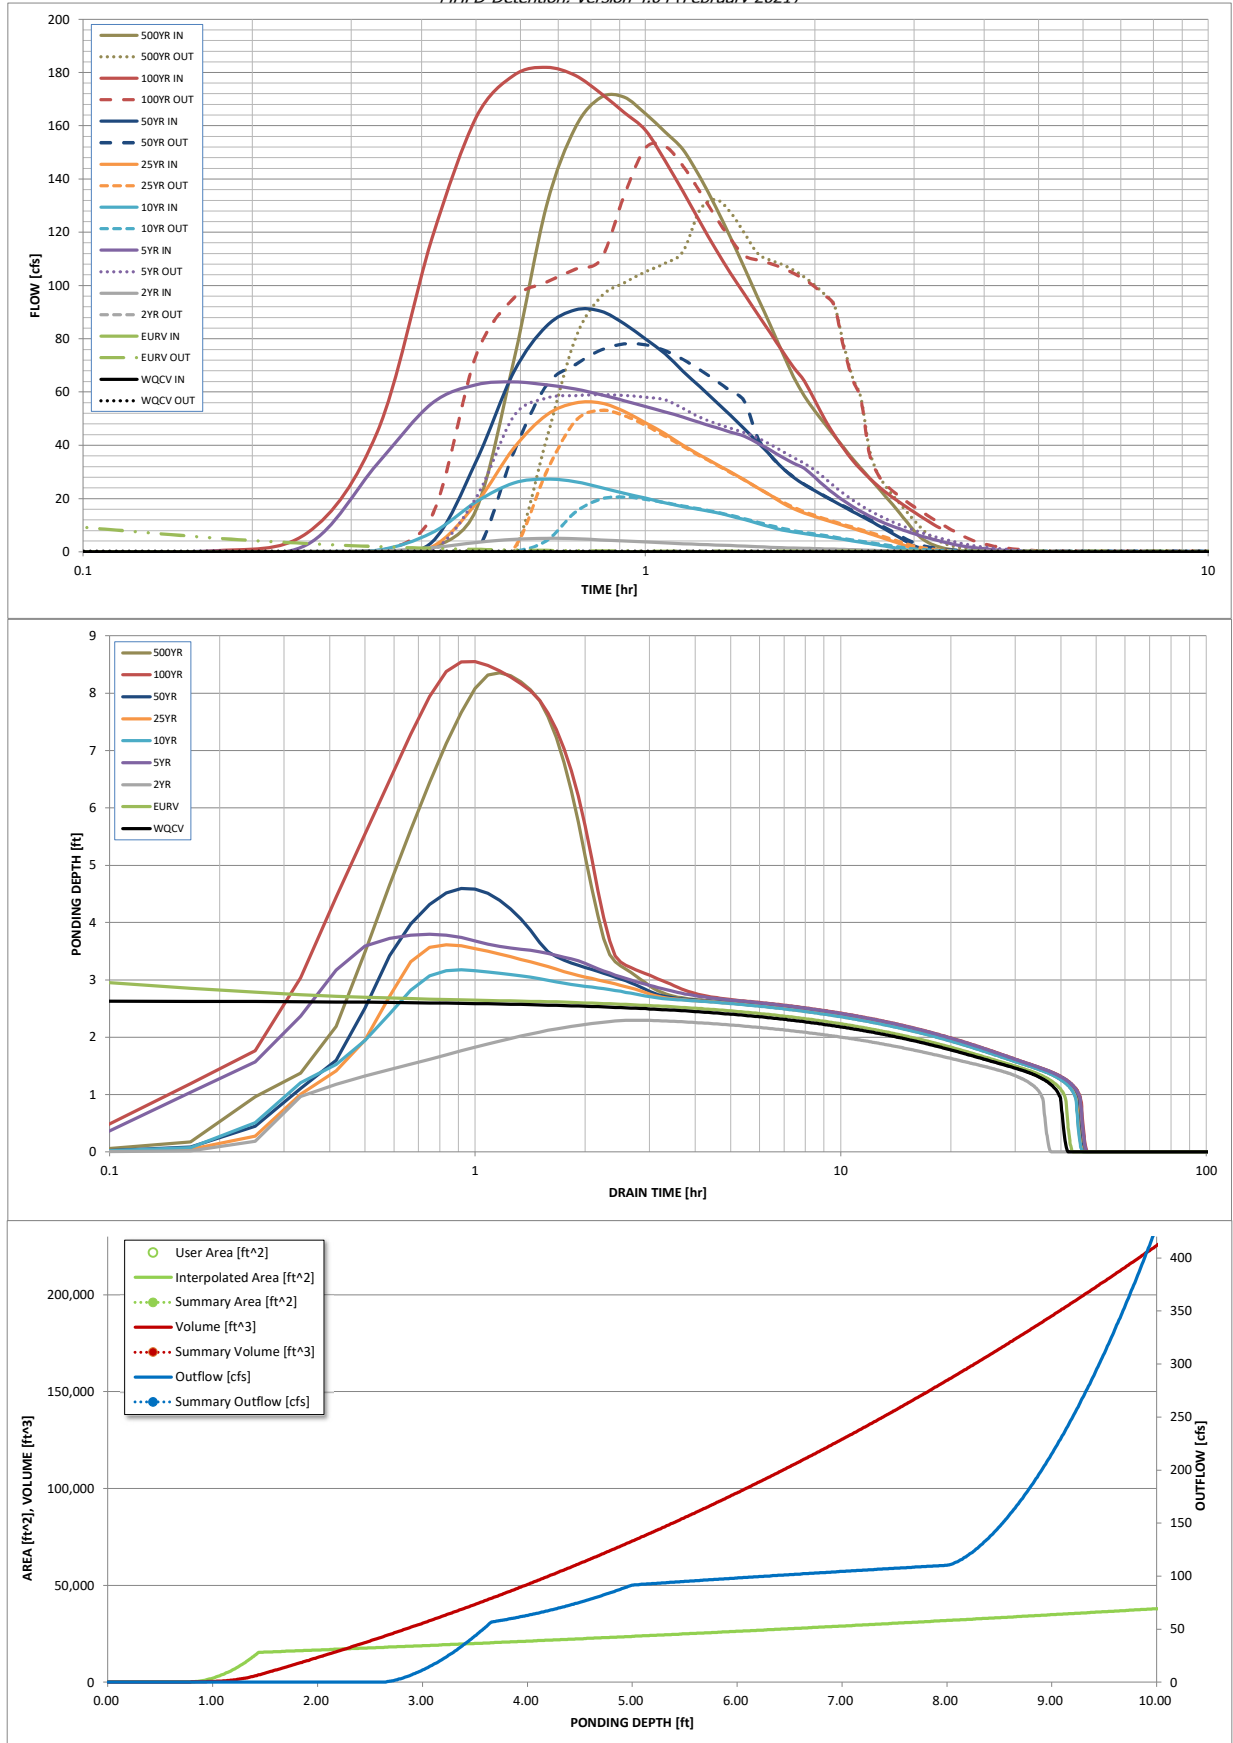 MHFD-Detention, Version 4.04 (February 2021)
200
180
160
140
120
100
80
60
40
20
0
FLOW [cfs]
500YR IN
500YR OUT
100YR IN
100YR OUT
50YR IN
50YR OUT
25YR IN
25YR OUT
10YR IN
10YR OUT
5YR IN
5YR OUT
2YR IN
2YR OUT
EURV IN
EURV OUT
WQCV IN
WQCV OUT
0.1
1
10
TIME [hr]
9
8
7
6
5
4
3
2
1
0
PONDING DEPTH [ft]
500YR
100YR
50YR
25YR
10YR
5YR
2YR
EURV
WQCV
0.1
1
10
100
DRAIN TIME [hr]
User Area [ft^2]
Interpolated Area [ft^2]
Summary Area [ft^2]
Volume [ft^3]
Summary Volume [ft^3]
Outflow [cfs]
Summary Outflow [cfs]
200,000
150,000
100,000
50,000
0
AREA [ft^2], VOLUME [ft^3]
400
350
300
250
200
150
100
50
0
OUTFLOW [cfs]
0.00
1.00
2.00
3.00
4.00
5.00
6.00
7.00
8.00
9.00
10.00
PONDING DEPTH [ft]